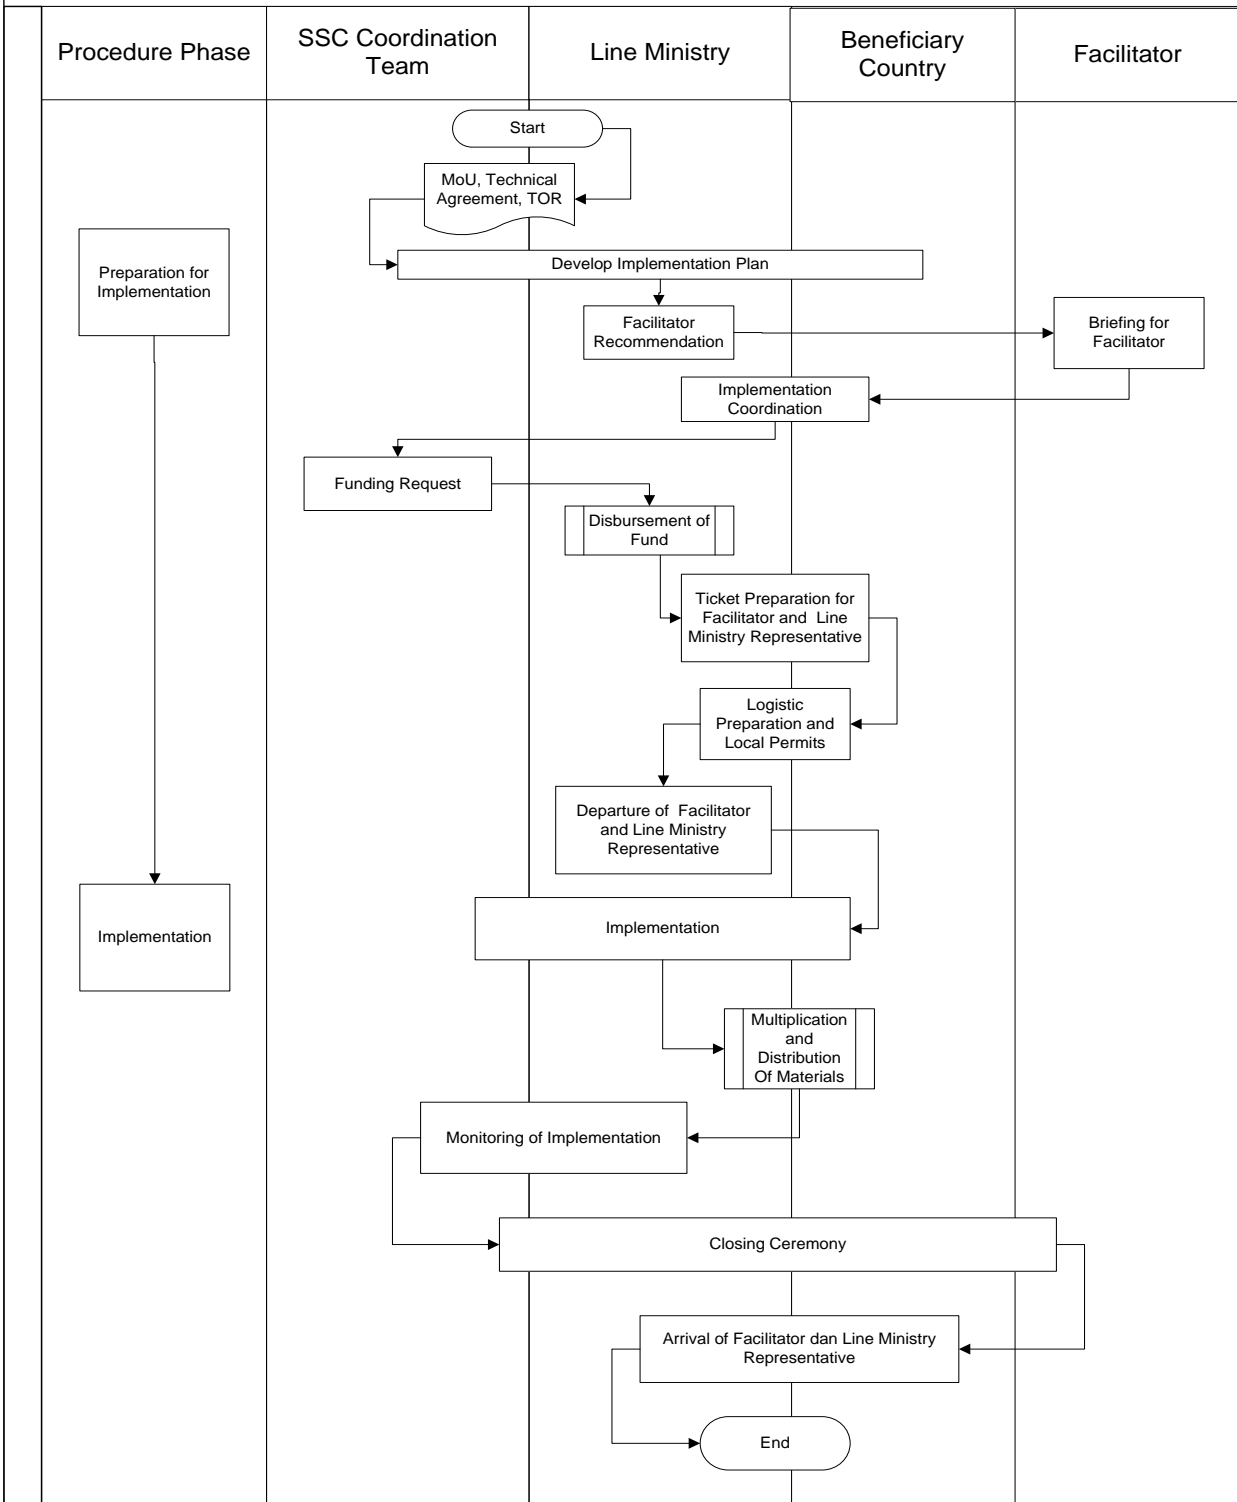 Procedure Phase
SSC Coordination
Team
Line Ministry
Beneficiary
Country
Facilitator
Start
MoU, Technical
Agreement, TOR
Preparation for
Implementation
Develop Implementation Plan
Facilitator
Recommendation
Briefing for
Facilitator
Implementation
Coordination
Funding Request
Disbursement of
Fund
Ticket Preparation for
Facilitator and Line
Ministry Representative
Logistic
Preparation and
Local Permits
Departure of Facilitator
and Line Ministry
Representative
Implementation
Implementation
Multiplication
and
Distribution
Of Materials
Monitoring of Implementation
Closing Ceremony
Arrival of Facilitator dan Line Ministry
Representative
End